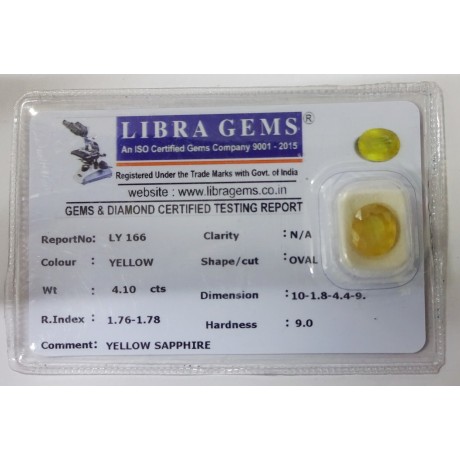 LIBRA GEMS ®
An ISO Certified Gems Company 9001 - 2015
Registered Under the Trade Marks with Govt. of India
website : www.libragems.co.in
GEMS & DIAMOND CERTIFIED TESTING REPORT
ReportNo: LY 166 Clarity : N/A
Colour : YELLOW Shape/cut : OVAL
Wt : 4.10 cts Dimension : 10-1.8-4.4-9.
R.Index : 1.76-1.78 Hardness : 9.0
Comment: YELLOW SAPPHIRE